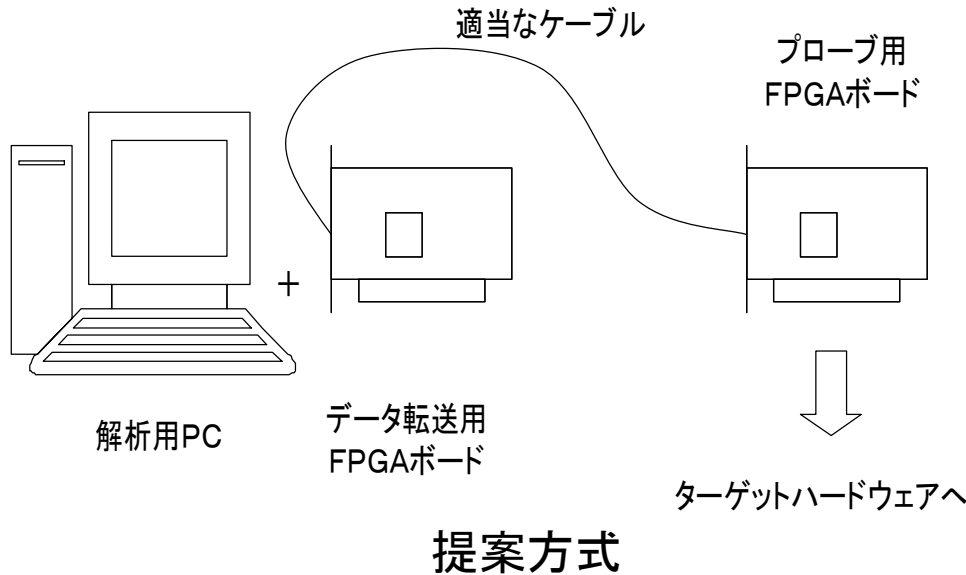 適当なケーブル
プローブ用
FPGAボード
+
解析用PC
データ転送用
FPGAボード
ターゲットハードウェアへ
提案方式